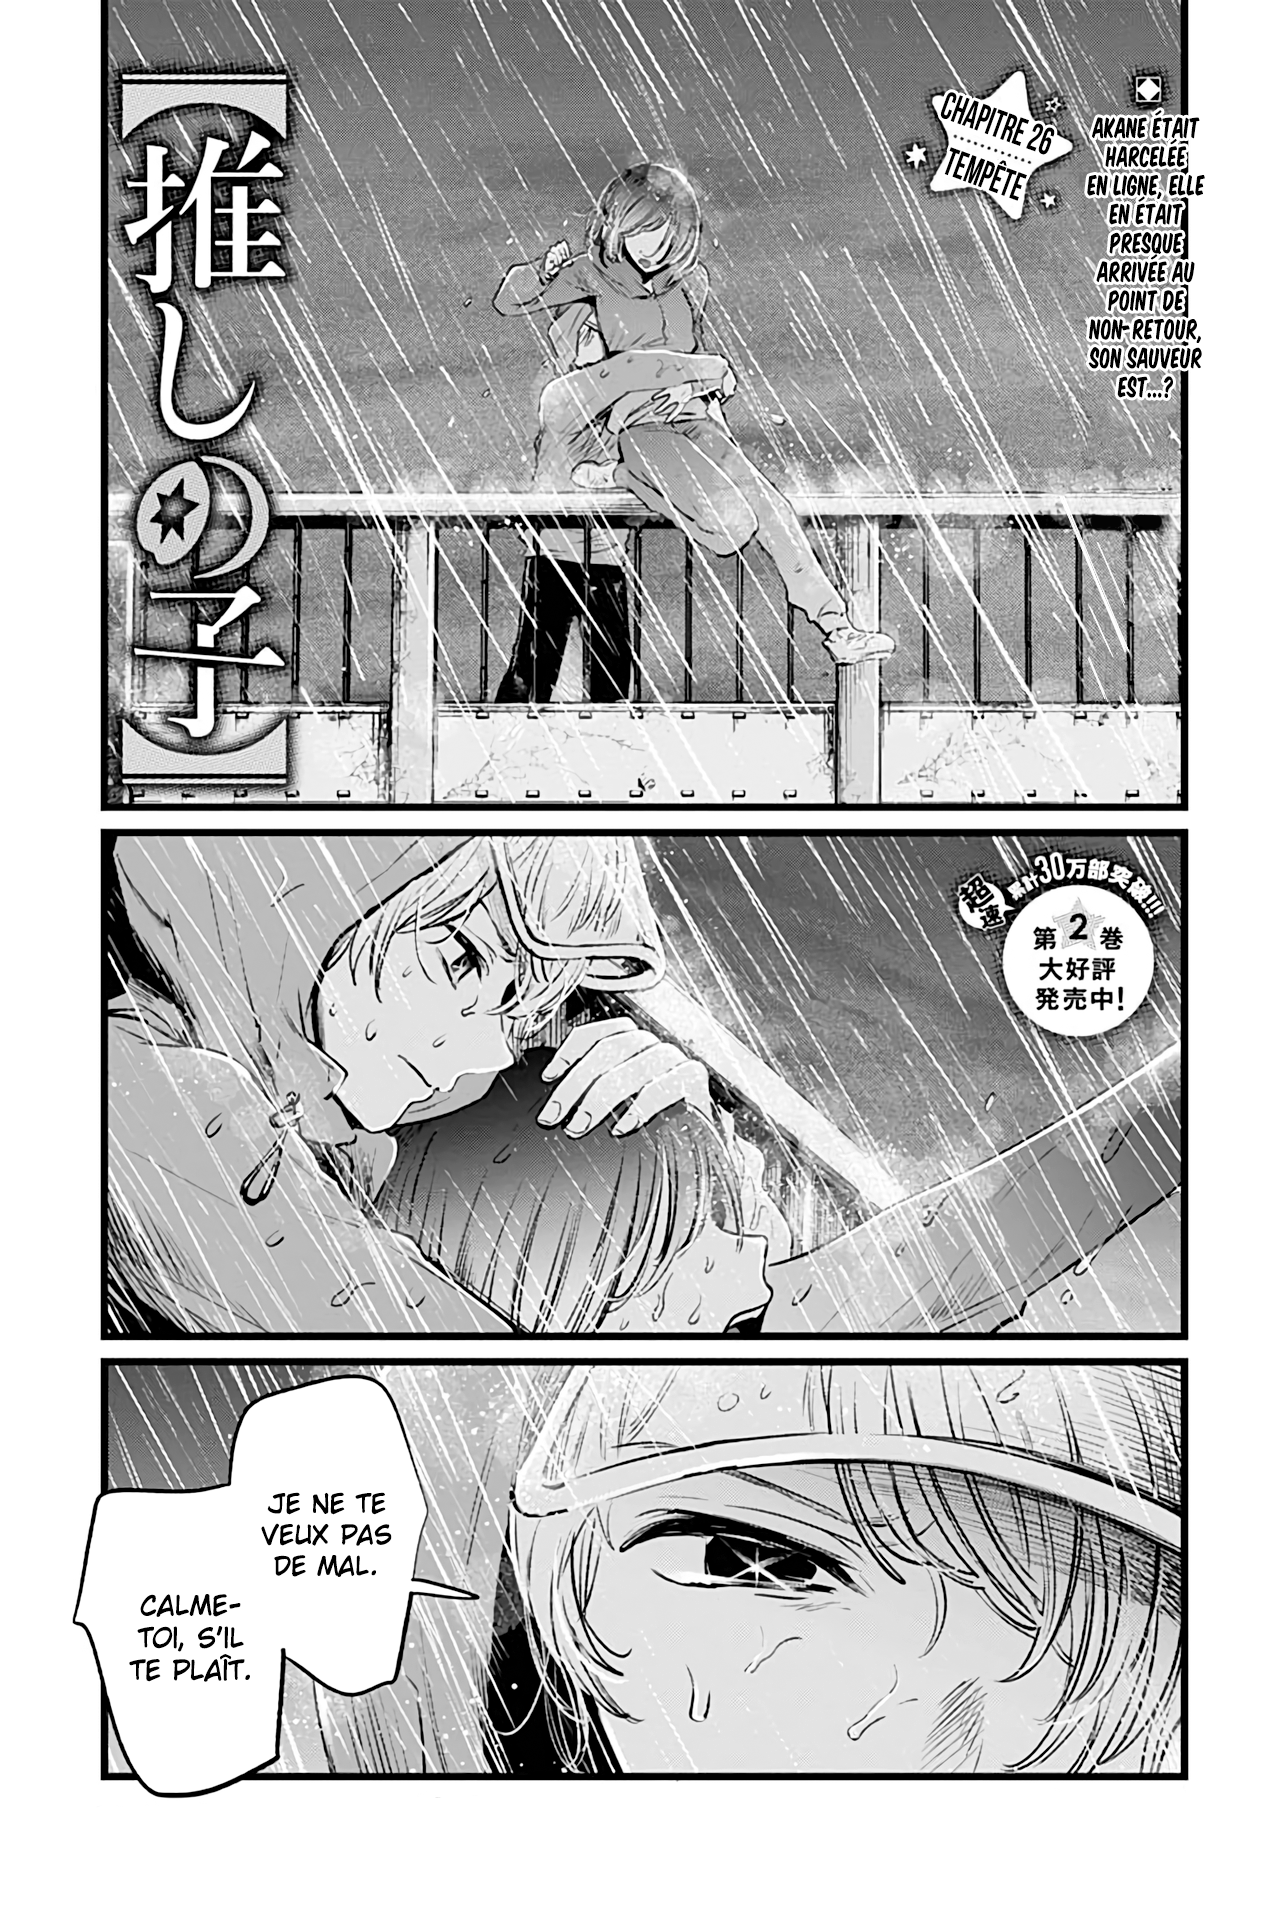 AKANE ÉTAIT
HARCELÉE
EN LIGNE, ELLE
EN ÉTAIT
PRESQUE
ARRIVÉE AU
POINT DE
NON-RETOUR,
SON SAUVEUR
EST...?
CHAPITRE 26
TEMPÊTE
【推しの子】
超速
累計30万部突破!!!
第2巻
大好評
発売中!
JE NE TE
VEUX PAS
DE MAL.
CALME-
TOI, S'IL
TE PLAÎT.